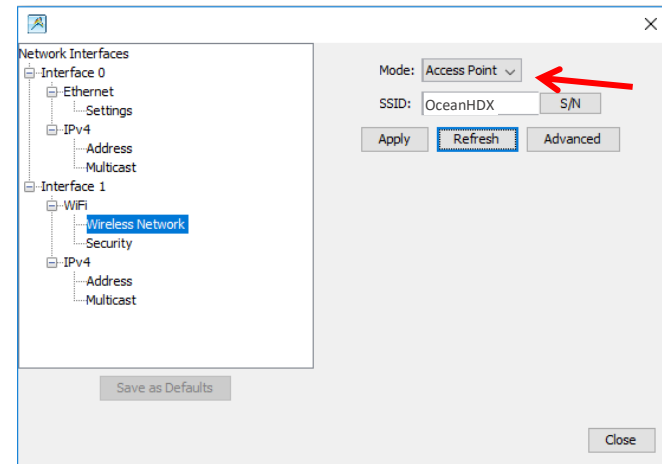 Network Interfaces
Interface 0
Ethernet
Settings
IPv4
Address
Multicast
Interface 1
WiFi
Wireless Network
Security
IPv4
Address
Multicast
Save as Defaults
Mode: Access Point
SSID: OceanHDX S/N
Apply Refresh Advanced
Close